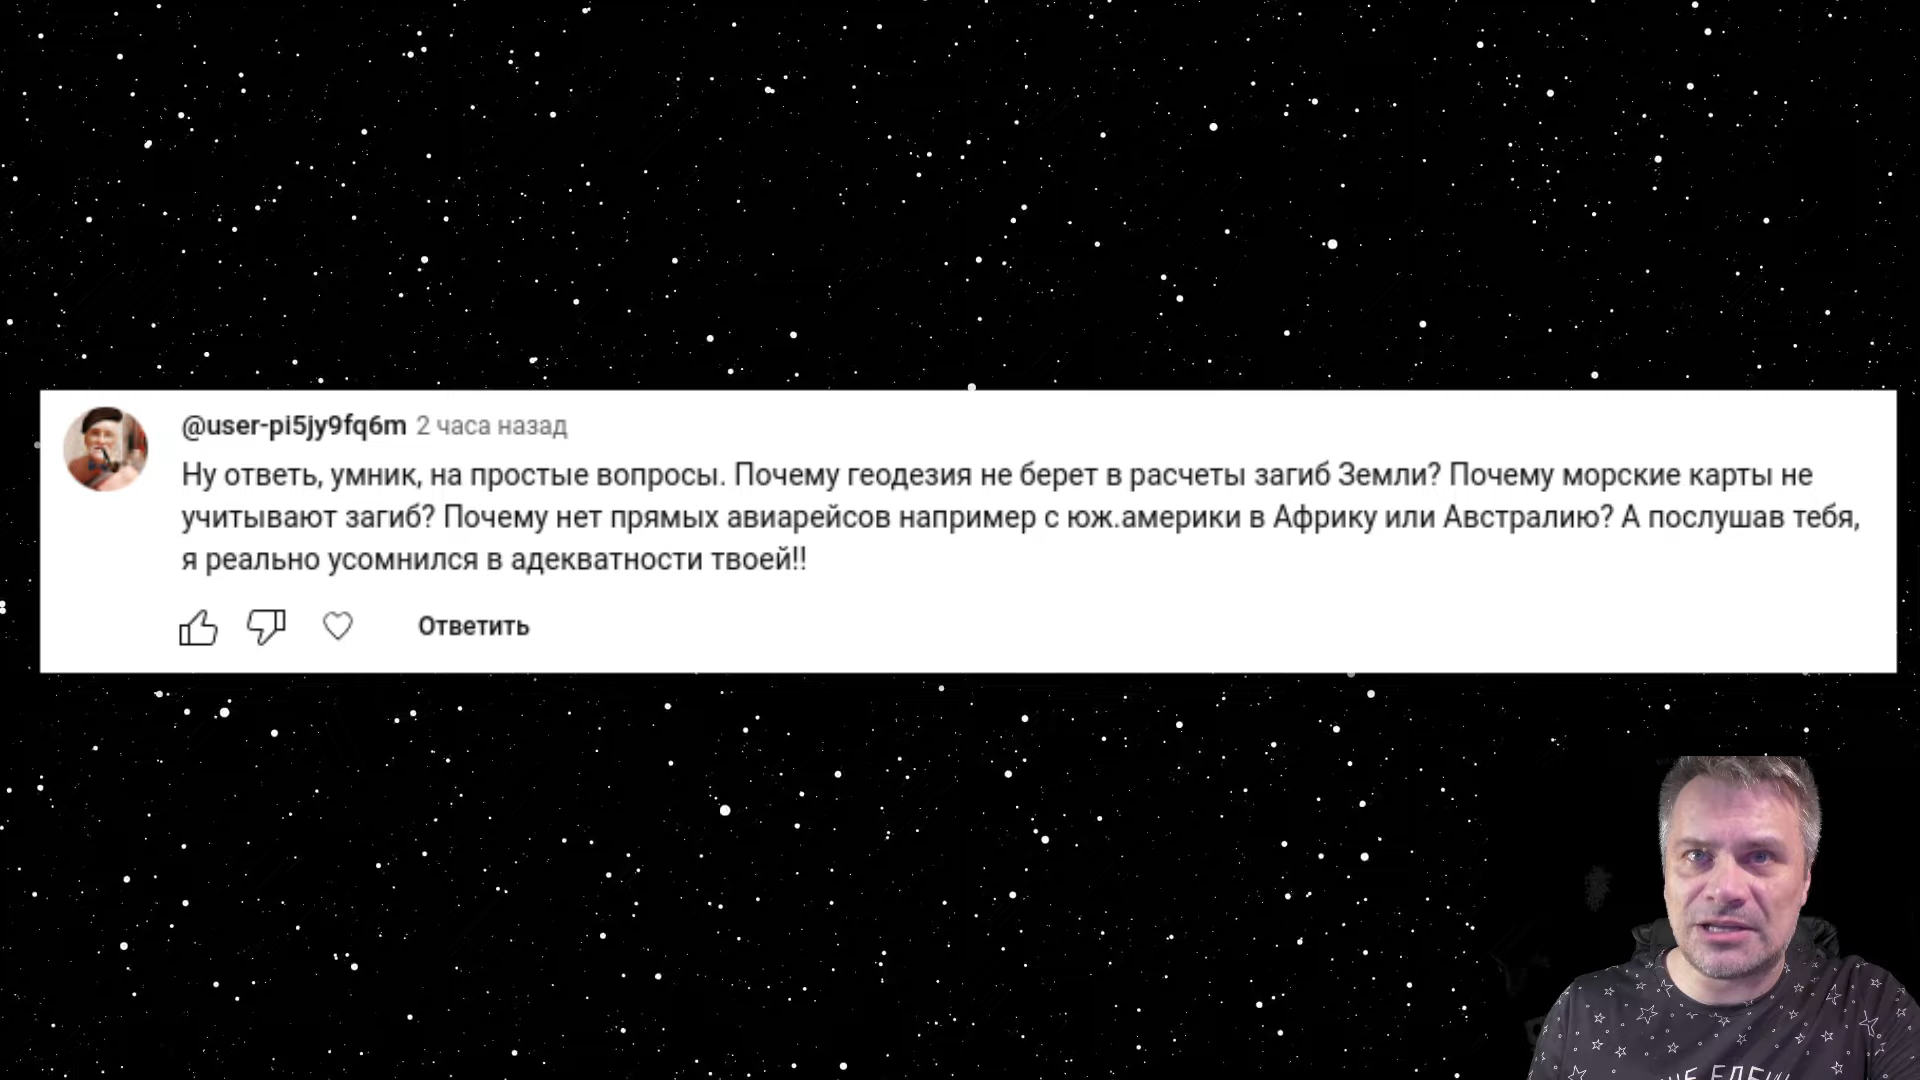 @user-pi5jy9fq6m 2 часа назад
Ну ответь, умник, на простые вопросы. Почему геодезия не берет в расчеты загиб Земли? Почему морские карты не
учитывают загиб? Почему нет прямых авиарейсов например с юж.америки в Африку или Австралию? А послушав тебя,
я реально усомнился в адекватности твоей!!
Ответить